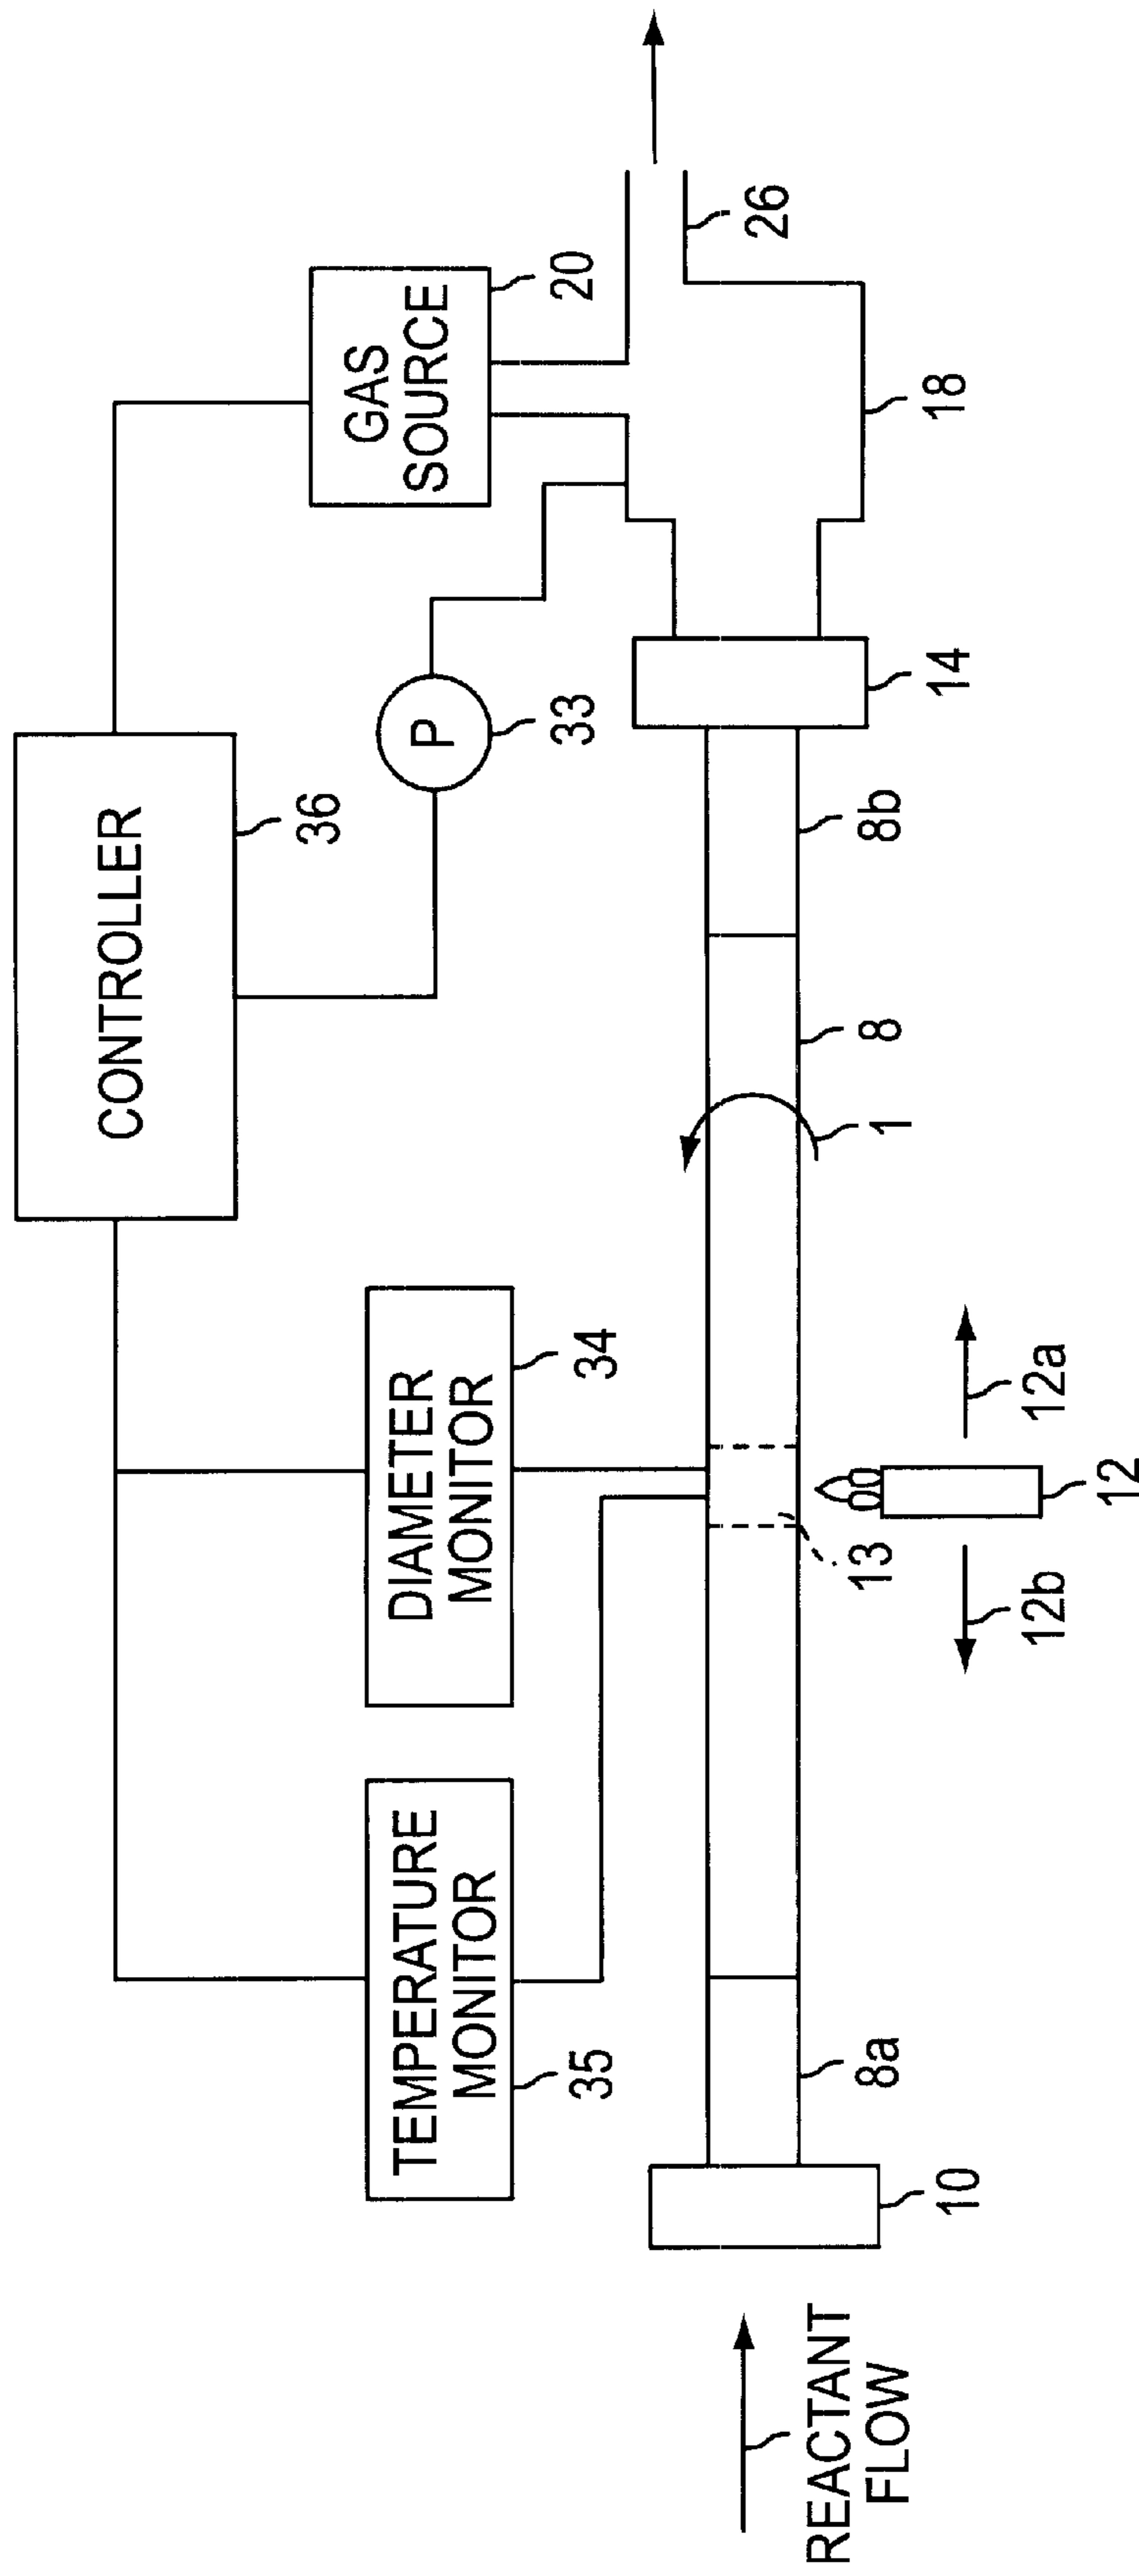 CONTROLLER
36
GAS
SOURCE
20
P
33
TEMPERATURE
MONITOR
35
DIAMETER
MONITOR
34
26
18
14
8b
8
1
8a
10
13
12
12a
12b
REACTANT
FLOW